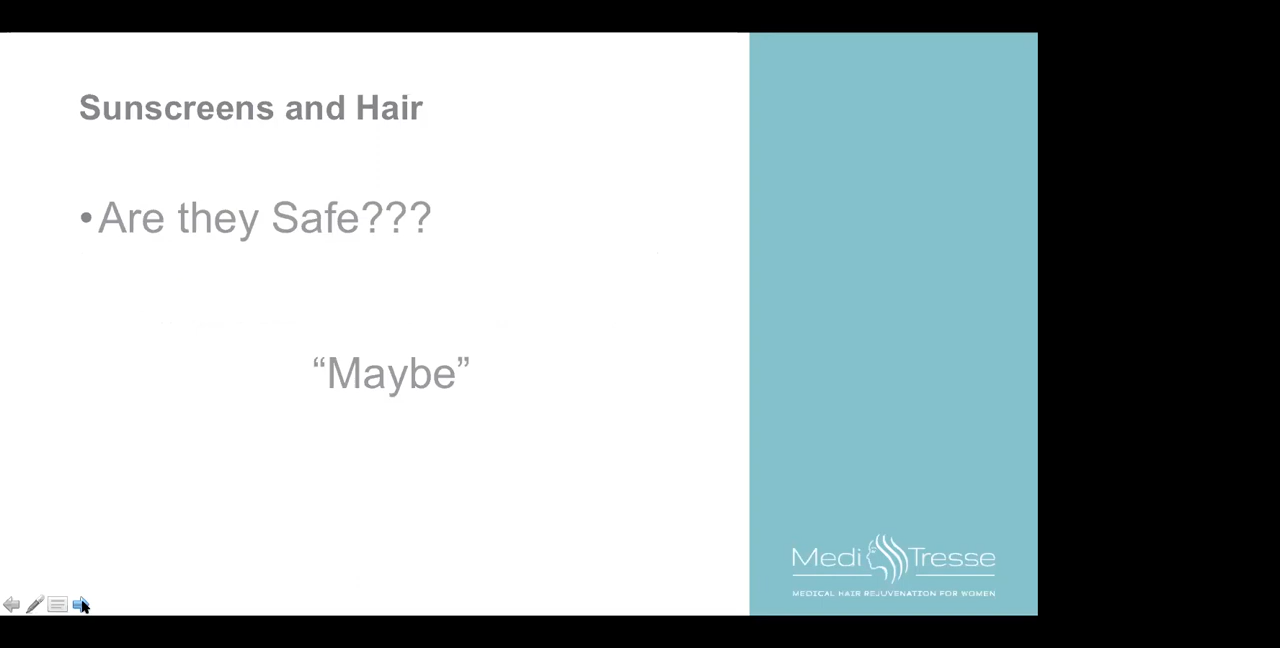 Sunscreens and Hair
• Are they Safe???
“Maybe”
Medi Tresse
MEDICAL HAIR REJUVENATION FOR WOMEN